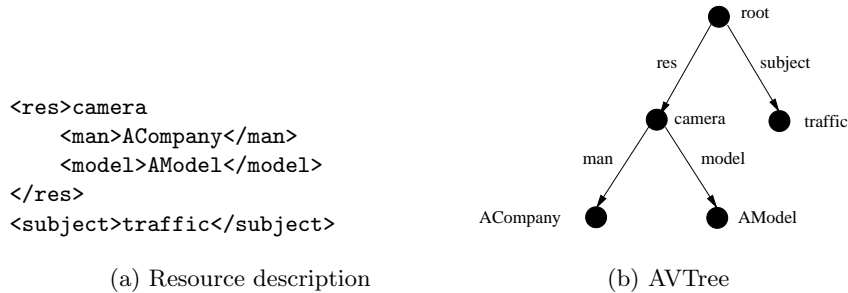 <res>camera
<man>ACompany</man>
<model>AModel</model>
</res>
<subject>traffic</subject>
(a) Resource description
root
res
subject
camera
traffic
man
model
ACompany
AModel
(b) AVTree